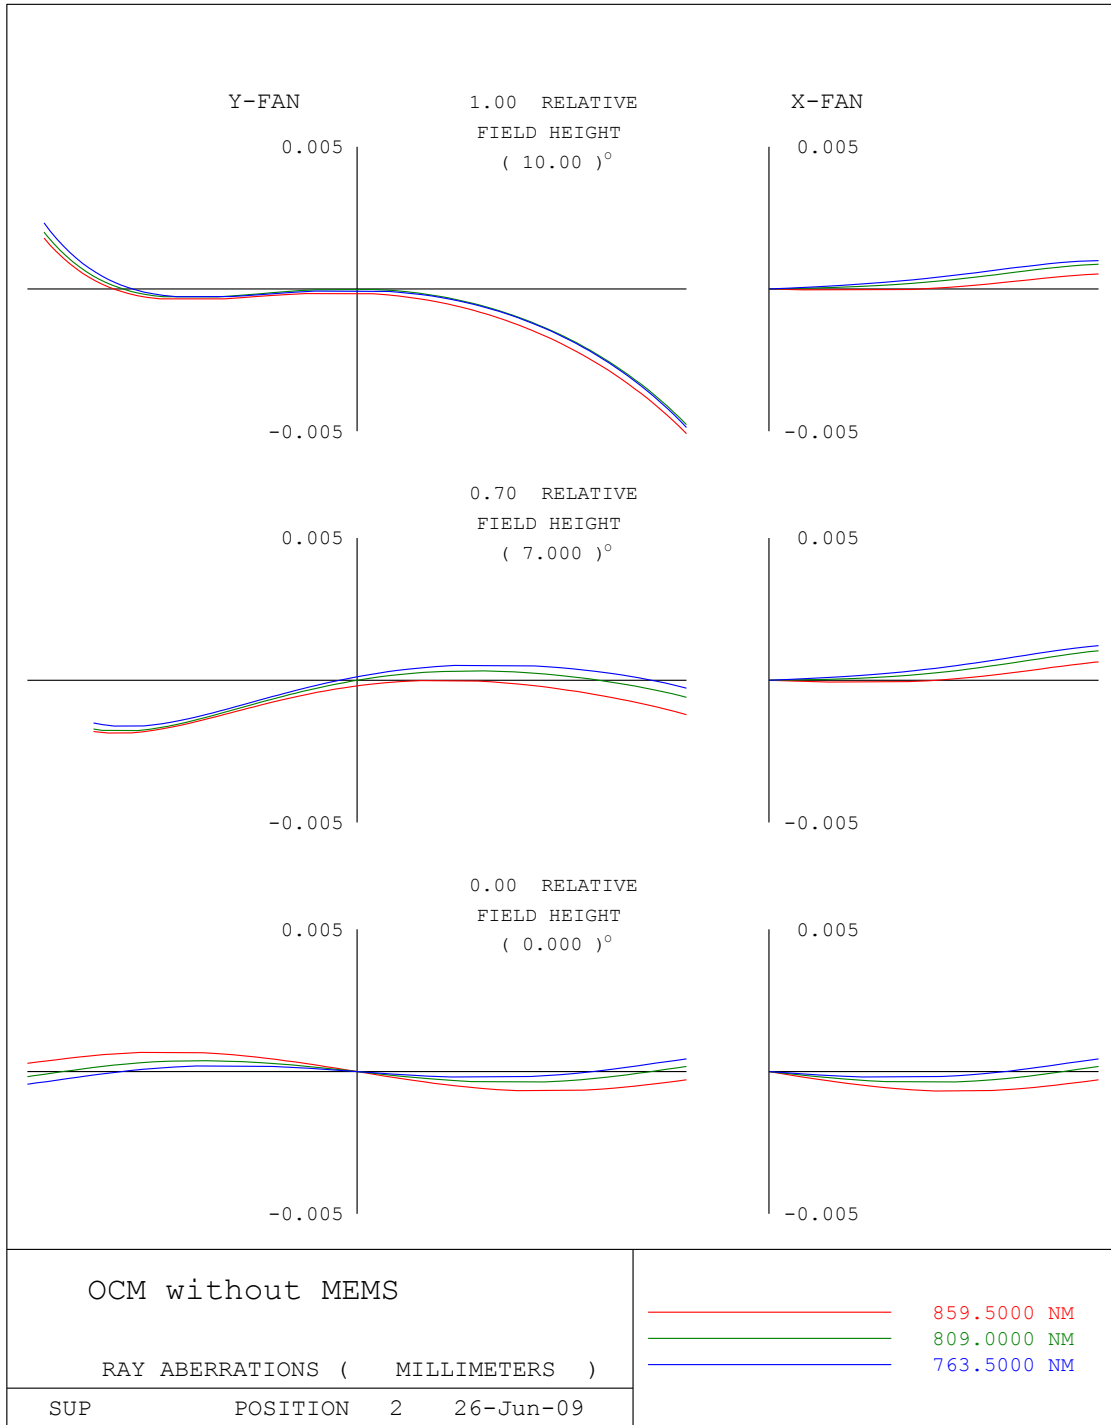 Y-FAN 1.00 RELATIVE X-FAN
FIELD HEIGHT
0.005 ( 10.00 )° 0.005
-0.005 -0.005
0.70 RELATIVE
FIELD HEIGHT
0.005 ( 7.000 )° 0.005
-0.005 -0.005
0.00 RELATIVE
FIELD HEIGHT
0.005 ( 0.000 )° 0.005
-0.005 -0.005
OCM without MEMS
RAY ABERRATIONS ( MILLIMETERS )
SUP POSITION 2 26-Jun-09
859.5000 NM
809.0000 NM
763.5000 NM